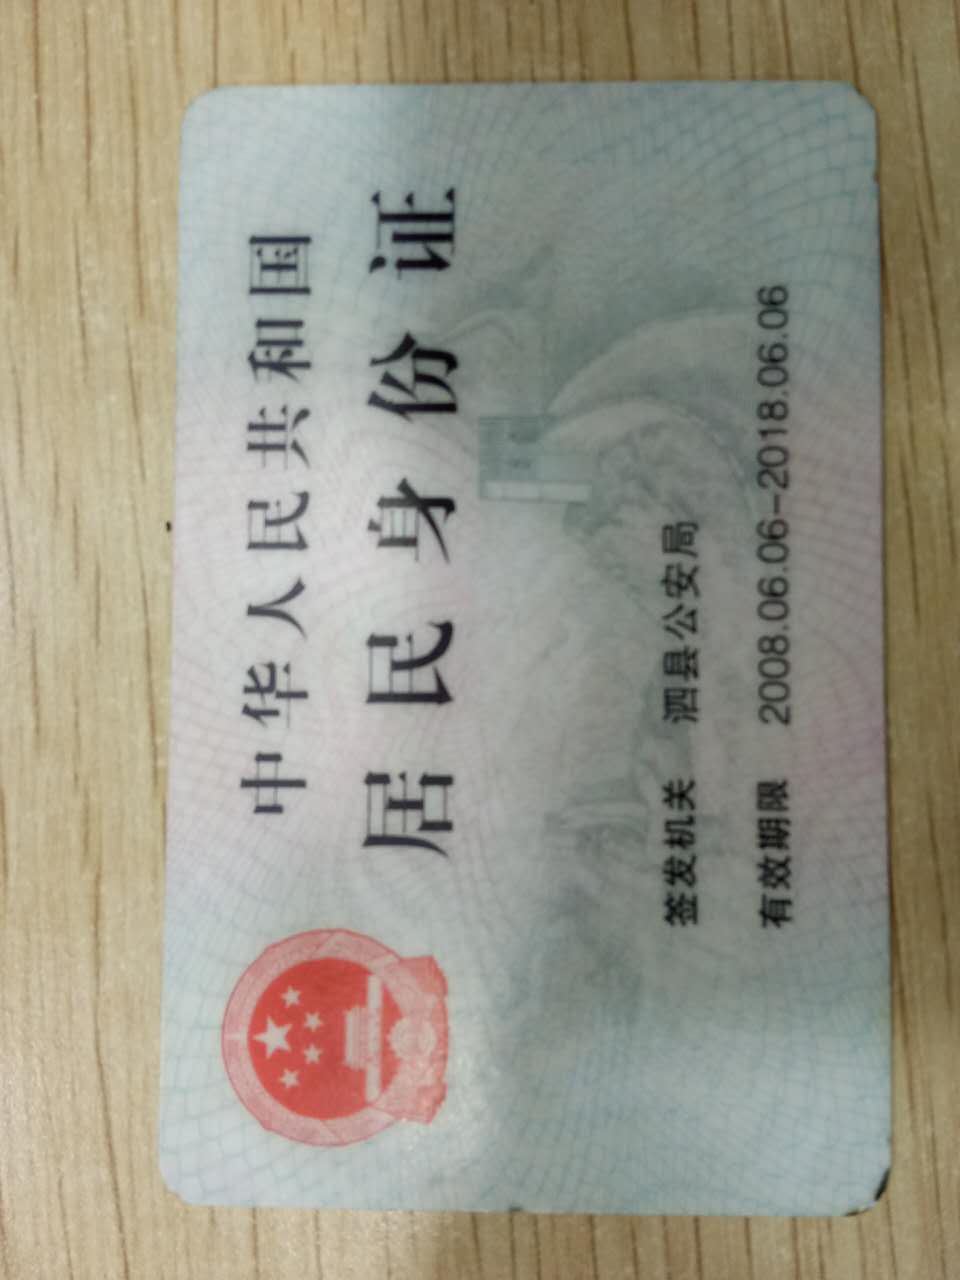 中华人民共和国
居民身份证
签发机关 泗县公安局
有效期限 2008.06.06-2018.06.06